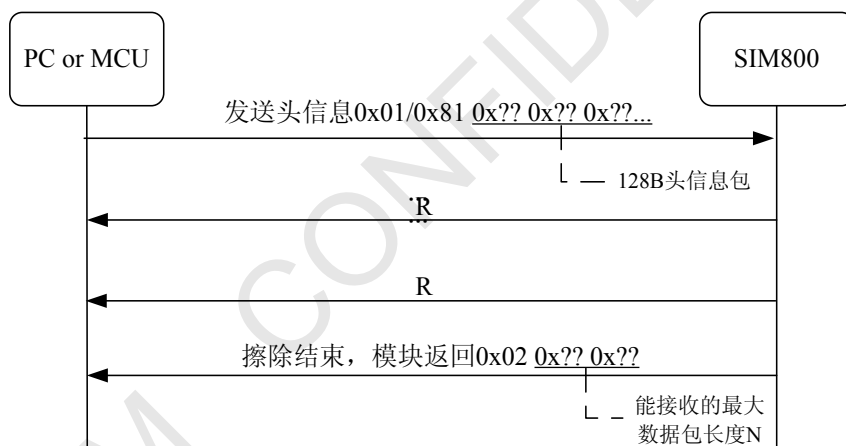 PC or MCU
SIM800
发送头信息0x01/0x81 0x?? 0x?? 0x??...
128B头信息包
R
...
R
擦除结束，模块返回0x02 0x?? 0x??
能接收的最大
数据包长度N
CONFIDE
M